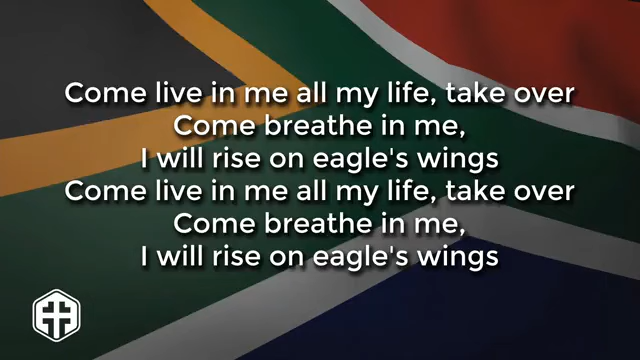 Come live in me all my life, take over
Come breathe in me,
I will rise on eagle's wings
Come live in me all my life, take over
Come breathe in me,
I will rise on eagle's wings